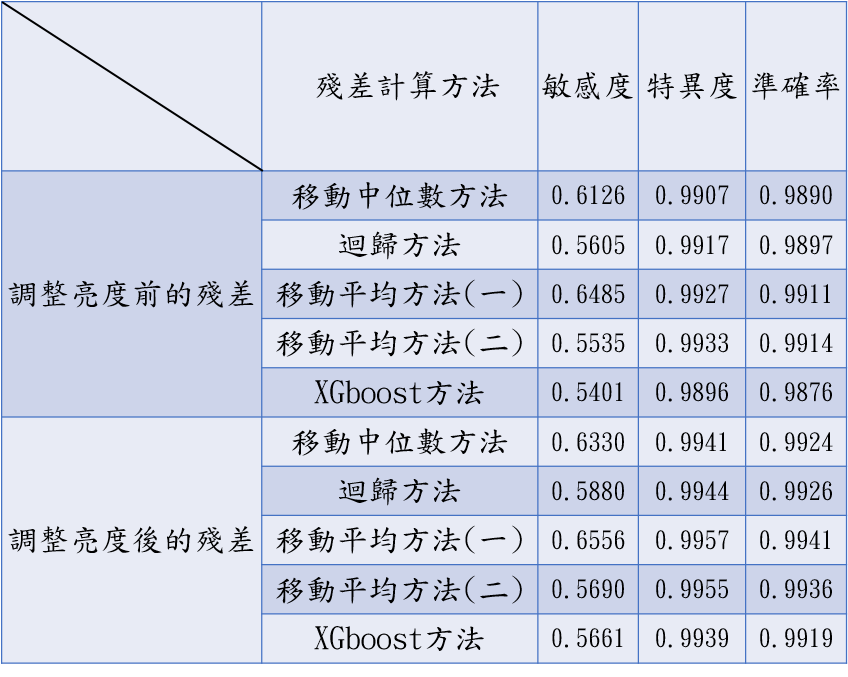 殘差計算方法 敏感度 特異度 準確率
調整亮度前的殘差
移動中位數方法 0.6126 0.9907 0.9890
迴歸方法 0.5605 0.9917 0.9897
移動平均方法(一) 0.6485 0.9927 0.9911
移動平均方法(二) 0.5535 0.9933 0.9914
XGboost方法 0.5401 0.9896 0.9876
調整亮度後的殘差
移動中位數方法 0.6330 0.9941 0.9924
迴歸方法 0.5880 0.9944 0.9926
移動平均方法(一) 0.6556 0.9957 0.9941
移動平均方法(二) 0.5690 0.9955 0.9936
XGboost方法 0.5661 0.9939 0.9919